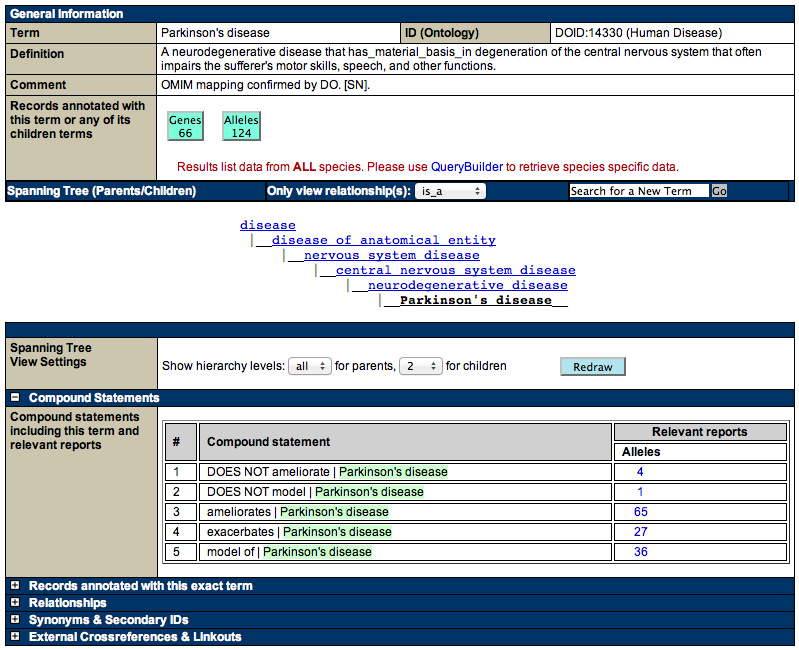 General Information
Term Parkinson's disease ID (Ontology) DOID:14330 (Human Disease)
Definition A neurodegenerative disease that has_material_basis_in degeneration of the central nervous system that often
impairs the sufferer's motor skills, speech, and other functions.
Comment OMIM mapping confirmed by DO. [SN].
Records annotated with
this term or any of its
children terms
Genes
66
Alleles
124
Results list data from ALL species. Please use QueryBuilder to retrieve species specific data.
Spanning Tree (Parents/Children) Only view relationship(s): is_a Search for a New Term Go
disease
|__disease of anatomical entity
|__nervous system disease
|__central nervous system disease
|__neurodegenerative disease
|__Parkinson's disease__
Spanning Tree
View Settings
Show hierarchy levels: all for parents, 2 for children Redraw
Compound Statements
Compound statements
including this term and
relevant reports
# Compound statement Relevant reports
Alleles
1 DOES NOT ameliorate | Parkinson's disease 4
2 DOES NOT model | Parkinson's disease 1
3 ameliorates | Parkinson's disease 65
4 exacerbates | Parkinson's disease 27
5 model of | Parkinson's disease 36
Records annotated with this exact term
Relationships
Synonyms & Secondary IDs
External Crossreferences & Linkouts